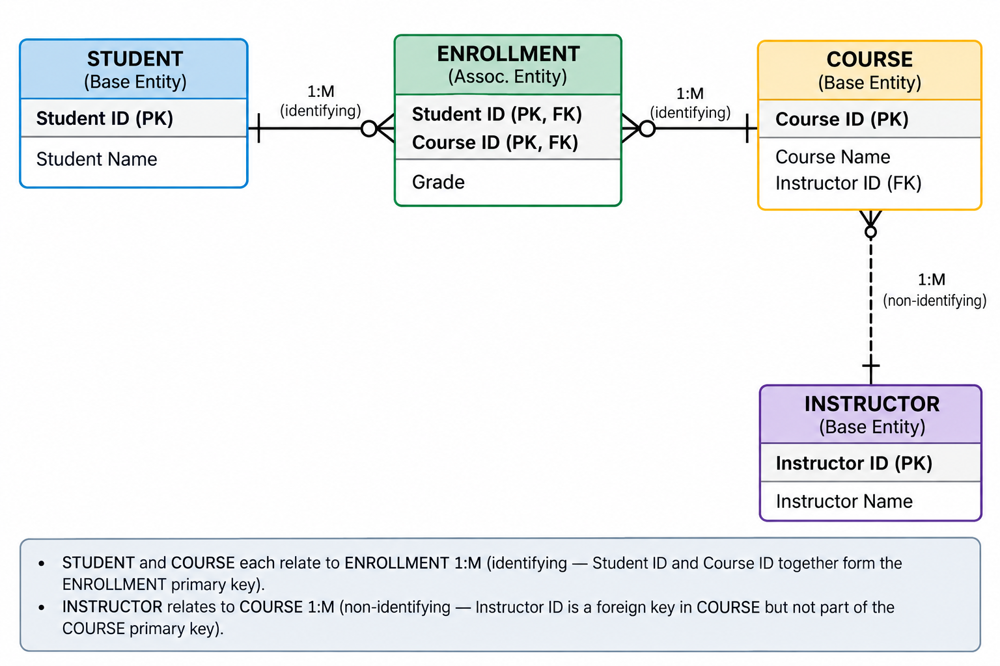 STUDENT
(Base Entity)
Student ID (PK)
Student Name
1:M
(identifying)
ENROLLMENT
(Assoc. Entity)
Student ID (PK, FK)
Course ID (PK, FK)
Grade
1:M
(identifying)
COURSE
(Base Entity)
Course ID (PK)
Course Name
Instructor ID (FK)
1:M
(non-identifying)
INSTRUCTOR
(Base Entity)
Instructor ID (PK)
Instructor Name
• STUDENT and COURSE each relate to ENROLLMENT 1:M (identifying — Student ID and Course ID together form the
ENROLLMENT primary key).
• INSTRUCTOR relates to COURSE 1:M (non-identifying — Instructor ID is a foreign key in COURSE but not part of the
COURSE primary key).